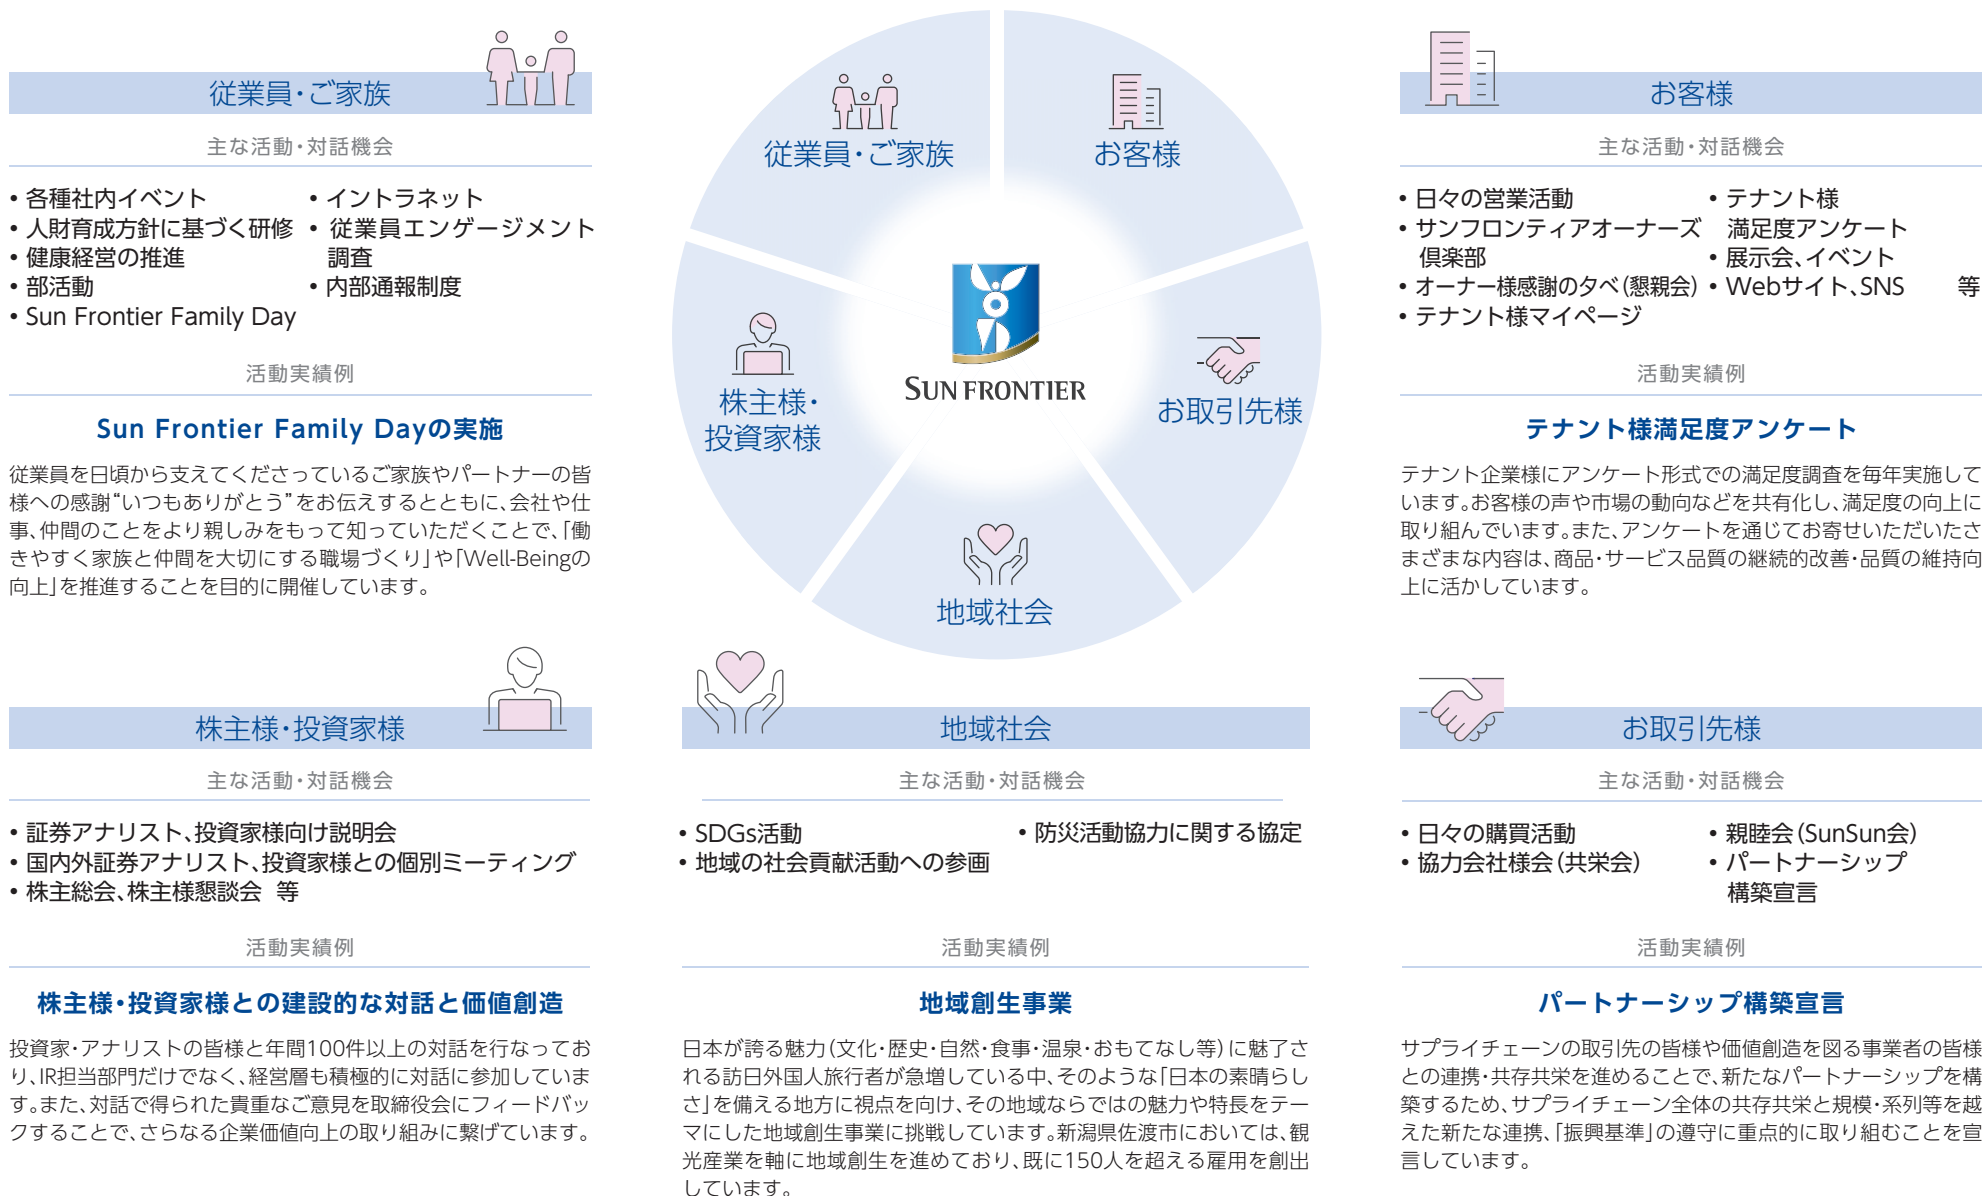 従業員・ご家族
主な活動・対話機会
• 各種社内イベント
• 人財育成方針に基づく研修
• 健康経営の推進
• 部活動
• Sun Frontier Family Day
• イントラネット
• 従業員エンゲージメント
調査
• 内部通報制度
活動実績例
Sun Frontier Family Dayの実施
従業員を日頃から支えてくださっているご家族やパートナーの皆
様への感謝“いつもありがとう”をお伝えするとともに、会社や仕
事、仲間のことをより親しみをもって知っていただくことで、「働
きやすく家族と仲間を大切にする職場づくり」や「Well-Beingの
向上」を推進することを目的に開催しています。
従業員・ご家族
お客様
株主様・
投資家様
お取引先様
地域社会
SUN FRONTIER
お客様
主な活動・対話機会
• 日々の営業活動
• サンフロンティアオーナーズ
倶楽部
• オーナー様感謝の夕べ（懇親会）
• テナント様マイページ
• テナント様
満足度アンケート
• 展示会、イベント
• Webサイト、SNS 等
活動実績例
テナント様満足度アンケート
テナント企業様にアンケート形式での満足度調査を毎年実施して
います。お客様の声や市場の動向などを共有化し、満足度の向上に
取り組んでいます。また、アンケートを通じてお寄せいただいたさ
まざまな内容は、商品・サービス品質の継続的改善・品質の維持向
上に活かしています。
株主様・投資家様
主な活動・対話機会
• 証券アナリスト、投資家様向け説明会
• 国内外証券アナリスト、投資家様との個別ミーティング
• 株主総会、株主様懇談会 等
活動実績例
株主様・投資家様との建設的な対話と価値創造
投資家・アナリストの皆様と年間100件以上の対話を行なってお
り、IR担当部門だけでなく、経営層も積極的に対話に参加していま
す。また、対話で得られた貴重なご意見を取締役会にフィードバッ
クすることで、さらなる企業価値向上の取り組みに繋げています。
地域社会
主な活動・対話機会
• SDGs活動
• 地域の社会貢献活動への参画
• 防災活動協力に関する協定
活動実績例
地域創生事業
日本が誇る魅力（文化・歴史・自然・食事・温泉・おもてなし等）に魅了さ
れる訪日外国人旅行者が急増している中、そのような「日本の素晴らし
さ」を備える地方に視点を向け、その地域ならではの魅力や特長をテー
マにした地域創生事業に挑戦しています。新潟県佐渡市においては、観
光産業を軸に地域創生を進めており、既に150人を超える雇用を創出
しています。
お取引先様
主な活動・対話機会
• 日々の購買活動
• 協力会社様会（共栄会）
• 親睦会（SunSun会）
• パートナーシップ
構築宣言
活動実績例
パートナーシップ構築宣言
サプライチェーンの取引先の皆様や価値創造を図る事業者の皆様
との連携・共存共栄を進めることで、新たなパートナーシップを構
築するため、サプライチェーン全体の共存共栄と規模・系列等を越
えた新たな連携、「振興基準」の遵守に重点的に取り組むことを宣
言しています。